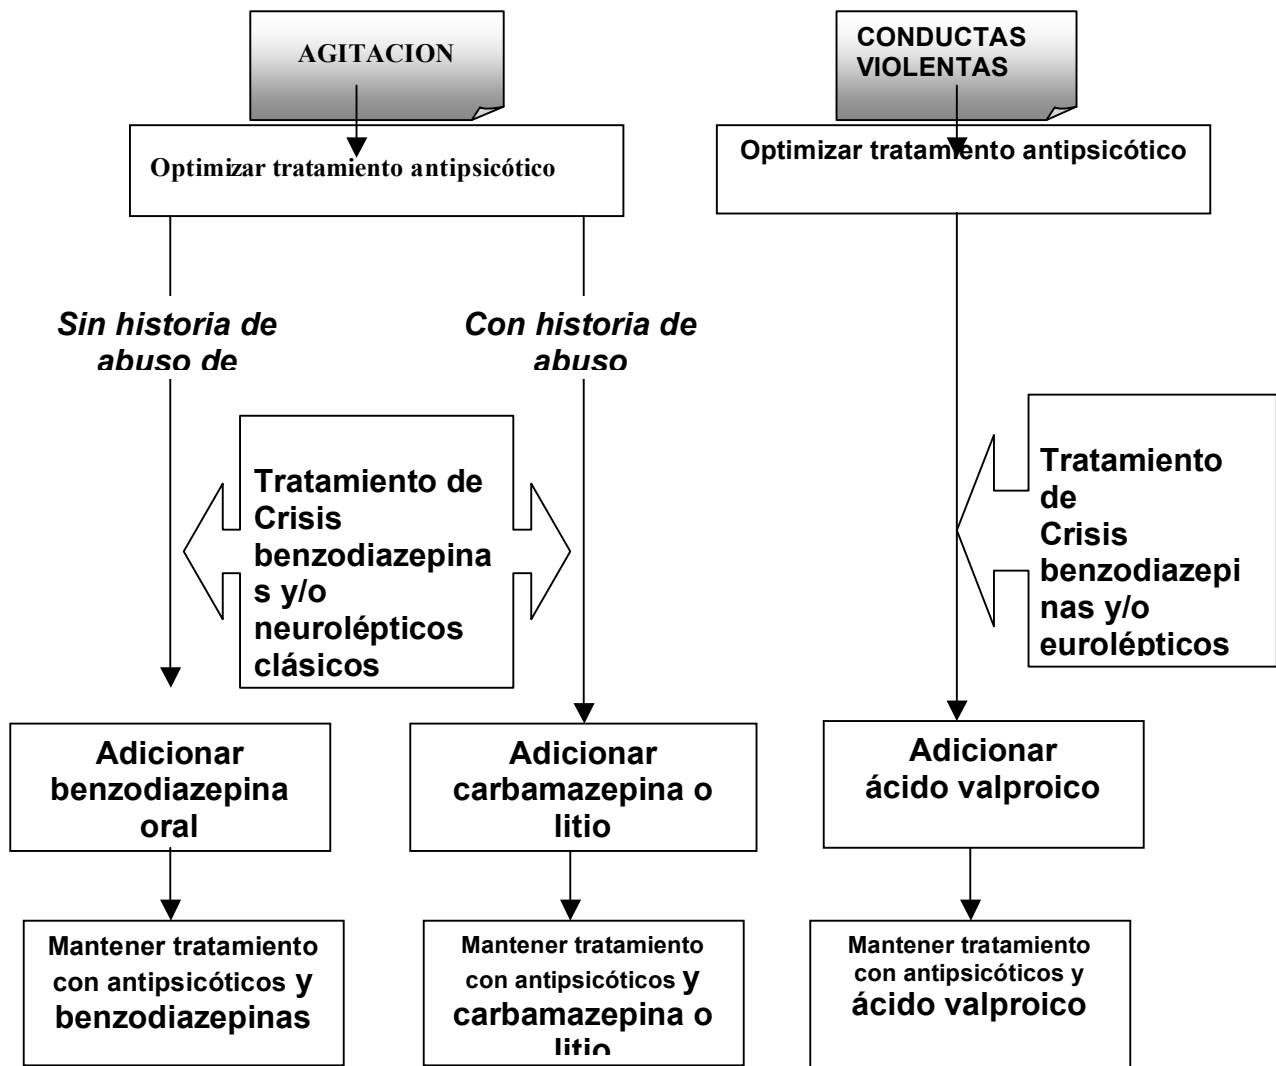 AGITACION
CONDUCTAS
VIOLENTAS
Optimizar tratamiento antipsicótico
Optimizar tratamiento antipsicótico
Sin historia de
abuso de
Con historia de
abuso
Tratamiento de
Crisis
benzodiazepina
s y/o
neurolépticos
clásicos
Tratamiento
de
Crisis
benzodiazepi
nas y/o
eurolépticos
Adicionar
benzodiazepina
oral
Adicionar
carbamazepina o
litio
Adicionar
ácido valproico
Mantener tratamiento
con antipsicóticos y
benzodiazepinas
Mantener tratamiento
con antipsicóticos y
carbamazepina o
litio
Mantener tratamiento
con antipsicóticos y
ácido valproico